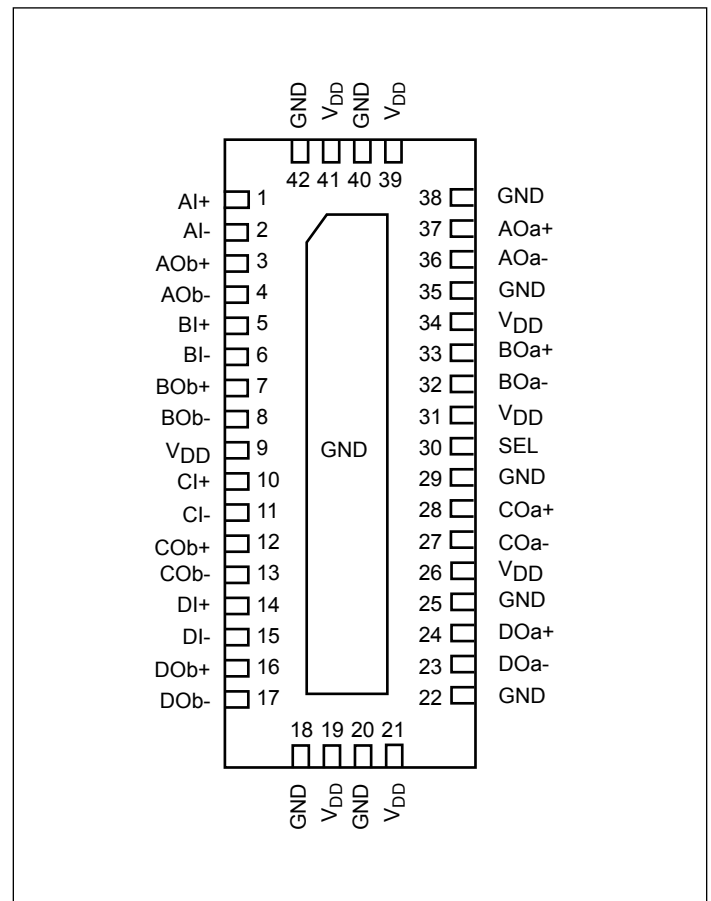 GND VDD GND VDD
42 41 40 39
AI+ 1
AI- 2
AOb+ 3
AOb- 4
BI+ 5
BI- 6
BOb+ 7
BOb- 8
VDD 9
CI+ 10
CI- 11
COb+ 12
COb- 13
DI+ 14
DI- 15
DOb+ 16
DOb- 17
GND
38 GND
37 AOa+
36 AOa-
35 GND
34 VDD
33 BOa+
32 BOa-
31 VDD
30 SEL
29 GND
28 COa+
27 COa-
26 VDD
25 GND
24 DOa+
23 DOa-
22 GND
18 19 20 21
GND VDD GND VDD